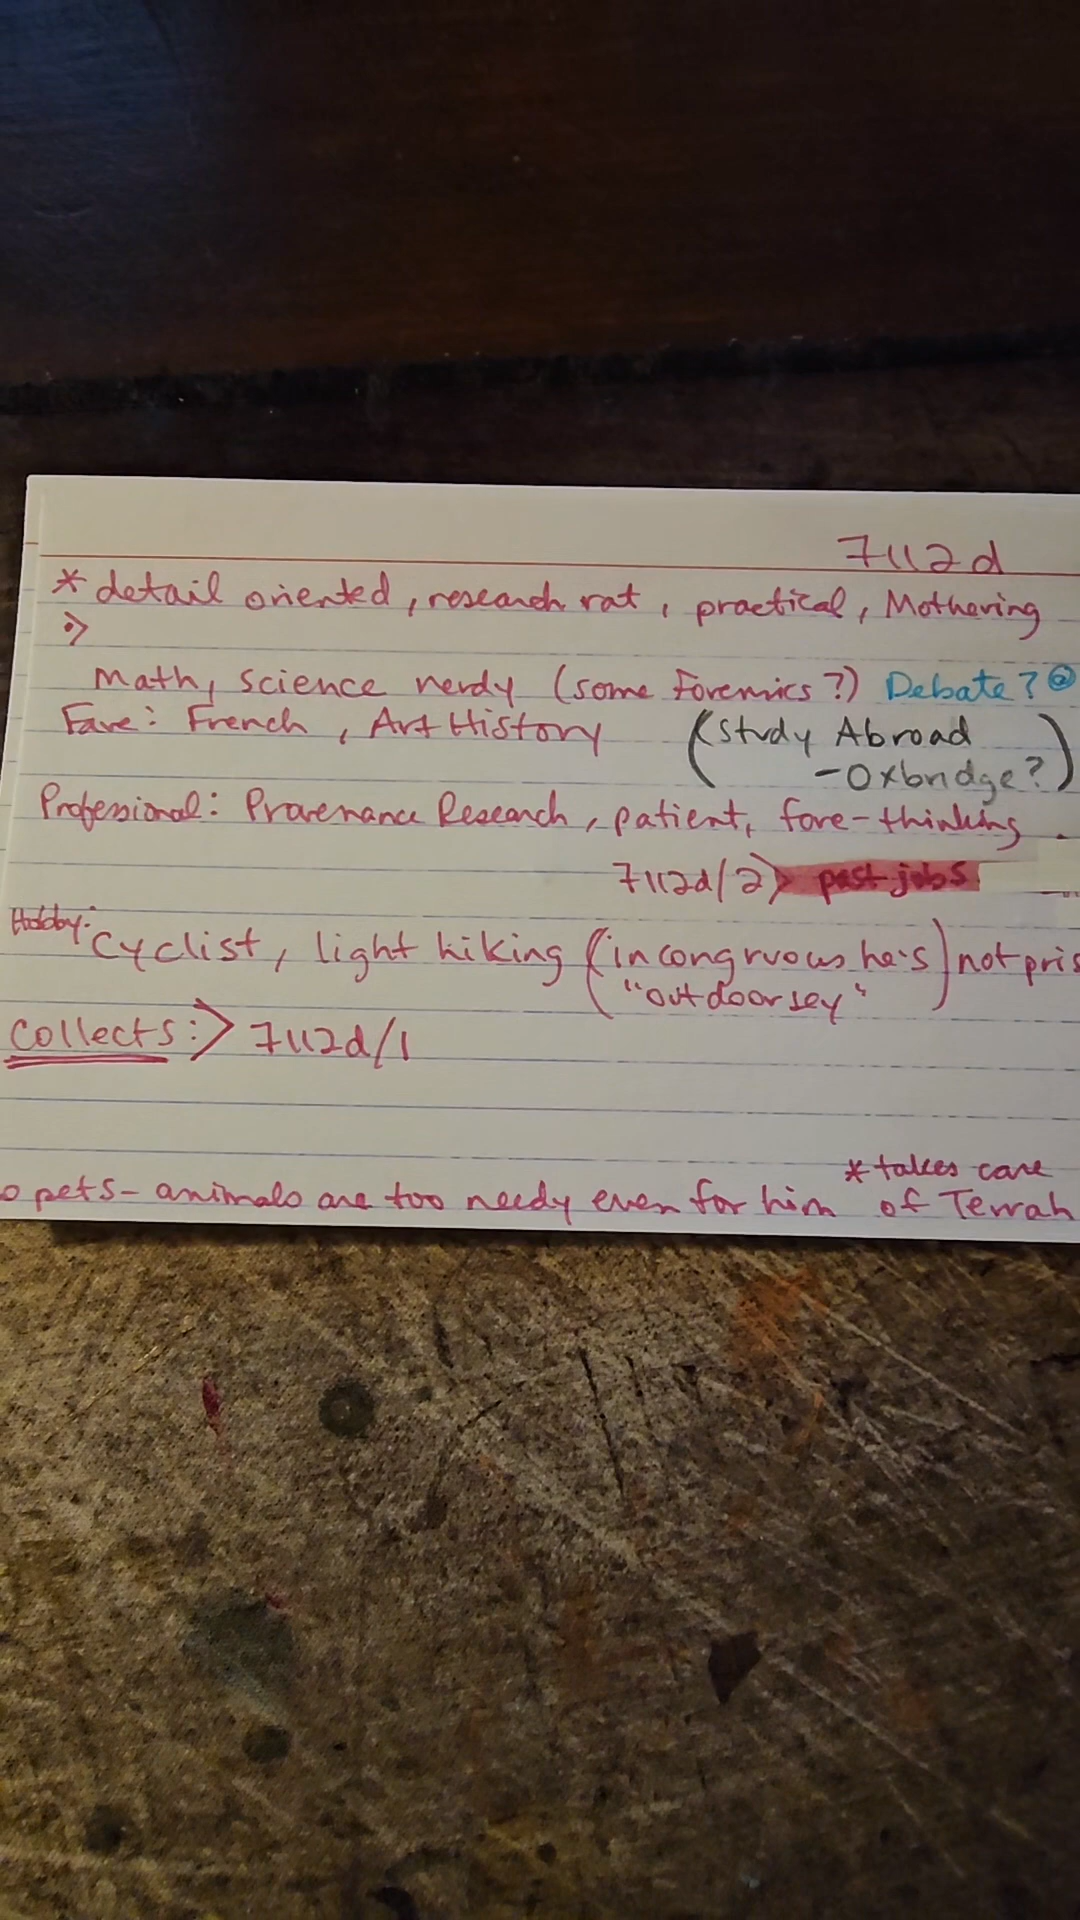 7112d
* detail oriented, research rat, practical, Mothering
:>
Math, science nerdy (some Forensics?) Debate?@
Fave: French, Art History (Study Abroad
-Oxbridge?)
Professional: Provenance Research, patient, fore-thinking
7112d/2> past jobs
Hobby: Cyclist, light hiking (incongruous he's) not pris
"outdoorsey"
Collects:> 7112d/1
* takes care
o pets - animals are too needy even for him of Terrah